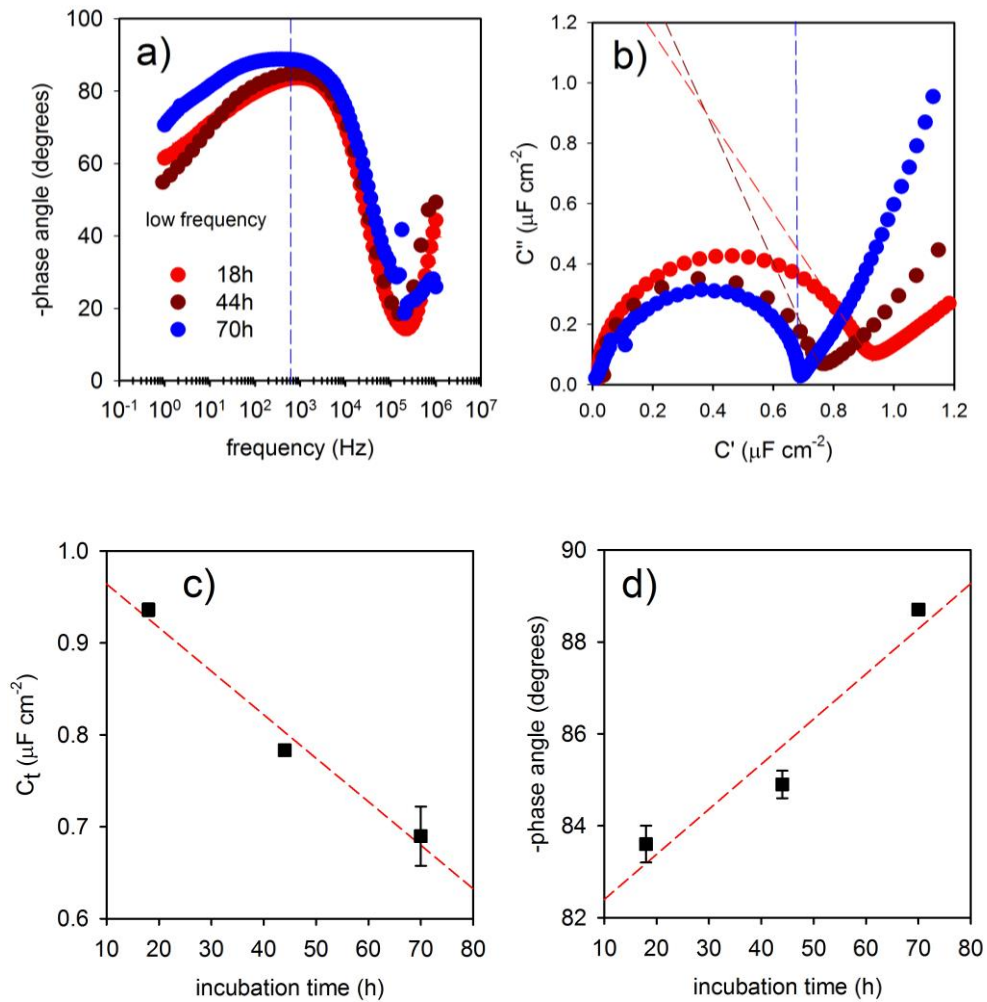 a)
-phase angle (degrees)
100
80
60
40
20
0
low frequency
18h
44h
70h
10⁻¹ 10⁰ 10¹ 10² 10³ 10⁴ 10⁵ 10⁶ 10⁷
frequency (Hz)
b)
C'' (μF cm⁻²)
1.2
1.0
0.8
0.6
0.4
0.2
0.0
0.0 0.2 0.4 0.6 0.8 1.0 1.2
C' (μF cm⁻²)
c)
Cₜ (μF cm⁻²)
1.0
0.9
0.8
0.7
0.6
10 20 30 40 50 60 70 80
incubation time (h)
d)
-phase angle (degrees)
90
88
86
84
82
10 20 30 40 50 60 70 80
incubation time (h)